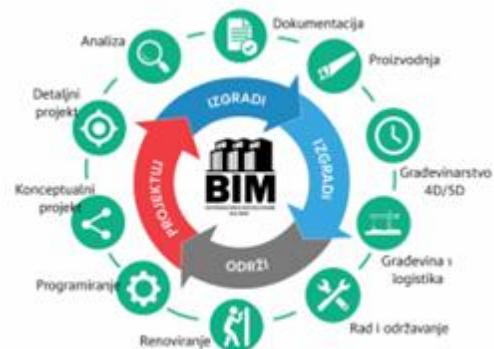 Dokumentacija
Analiza
Proizvodnja
Detaljni
projekt
IZGRADI
IZGRADI
Građevinarstvo
4D/5D
Konceptualni
projekt
PROJEKTUJ
BIM
ODRŽI
Građevina i
logistika
Programiranje
Rad i održavanje
Renoviranje